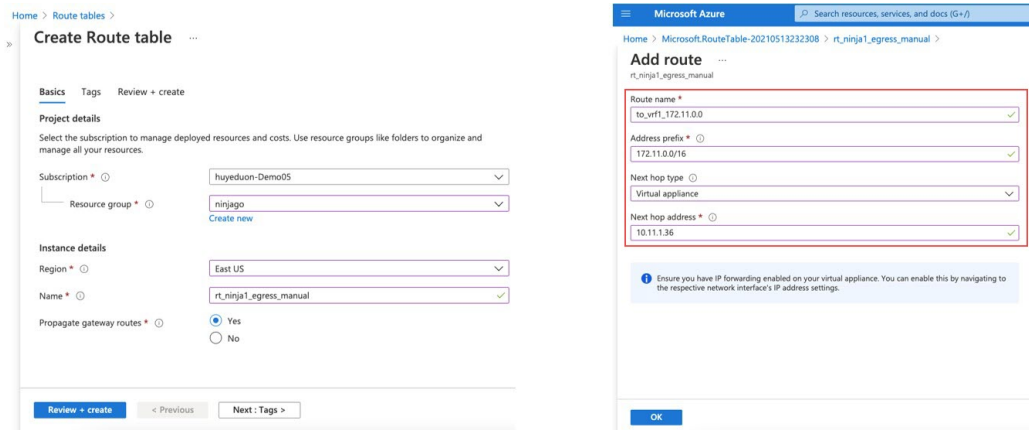 Home > Route tables >
Create Route table ...
Basics Tags Review + create
Project details
Select the subscription to manage deployed resources and costs. Use resource groups like folders to organize and
manage all your resources.
Subscription * huyeduon-Demo05
Resource group * ninjago
Create new
Instance details
Region * East US
Name * rt_ninja1_egress_manual
Propagate gateway routes * Yes
No
Review + create < Previous Next : Tags >
Microsoft Azure Search resources, services, and docs (G+/)
Home > Microsoft.RouteTable-20210513232308 > rt_ninja1_egress_manual >
Add route ...
rt_ninja1_egress_manual
Route name *
to_vrf1_172.11.0.0
Address prefix *
172.11.0.0/16
Next hop type
Virtual appliance
Next hop address *
10.11.1.36
Ensure you have IP forwarding enabled on your virtual appliance. You can enable this by navigating to
the respective network interface's IP address settings.
OK